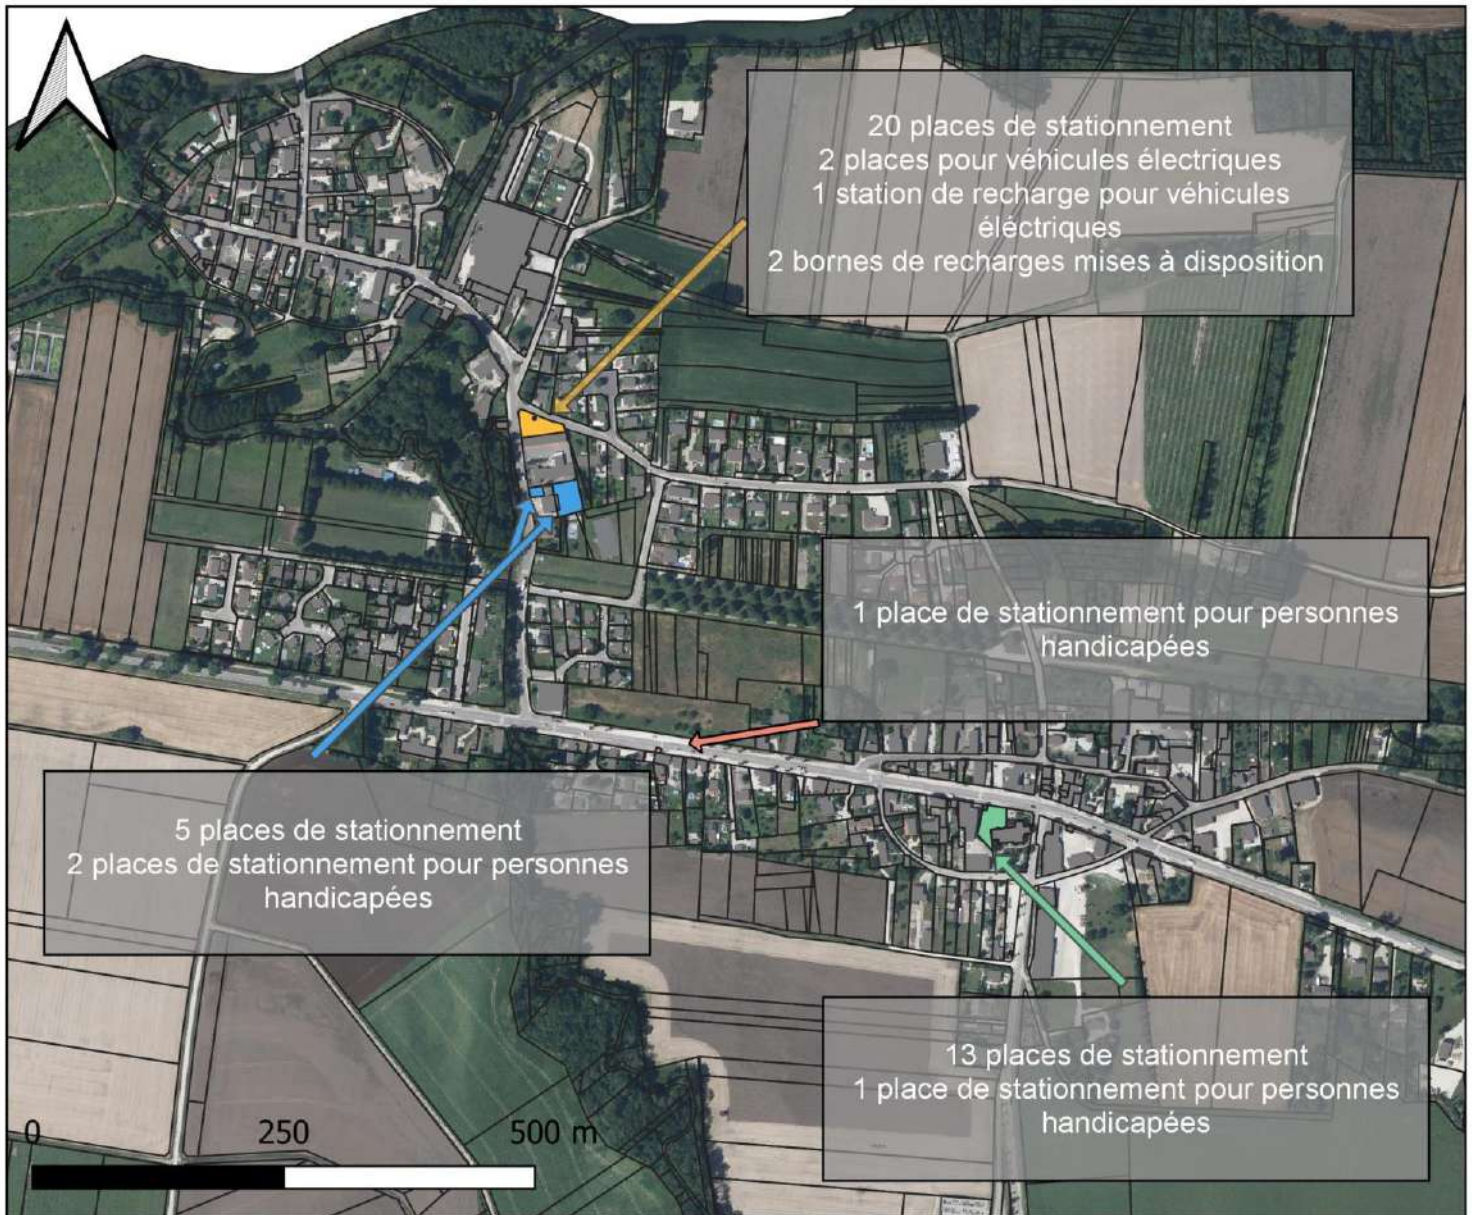 20 places de stationnement
2 places pour véhicules électriques
1 station de recharge pour véhicules
éléctriques
2 bornes de recharges mises à disposition
1 place de stationnement pour personnes
handicapées
5 places de stationnement
2 places de stationnement pour personnes
handicapées
13 places de stationnement
1 place de stationnement pour personnes
handicapées
0 250 500 m